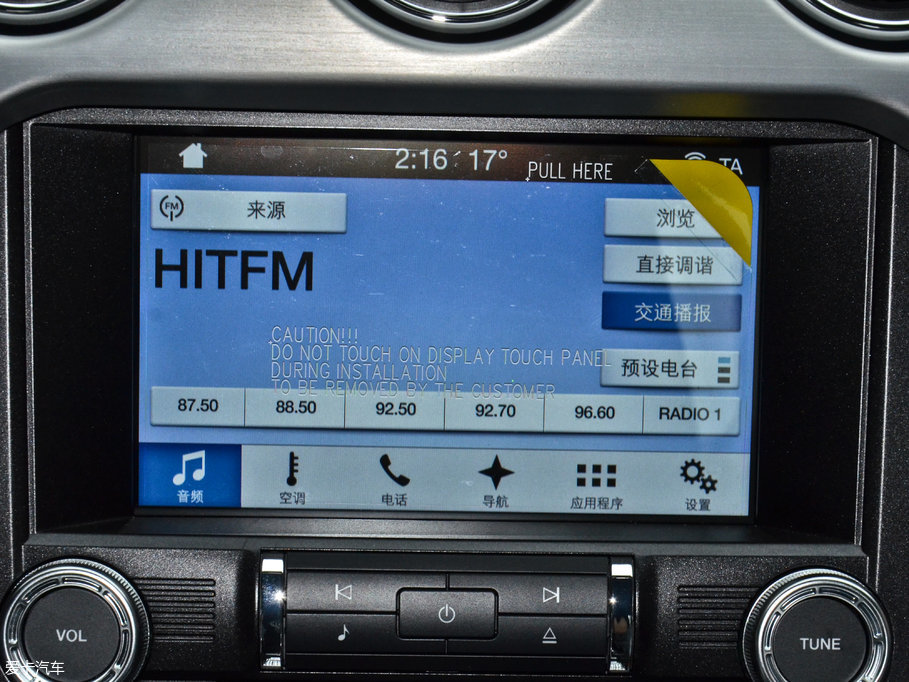 2:16 17° TA
PULL HERE
FM 来源
浏览
HITFM
直接调谐
交通播报
CAUTION!!!
DO NOT TOUCH ON DISPLAY TOUCH PANEL
DURING INSTALLATION
TO BE REMOVED BY THE CUSTOMER
预设电台
87.50 88.50 92.50 92.70 96.60 RADIO 1
音频 空调 电话 导航 应用程序 设置
VOL TUNE
爱卡汽车